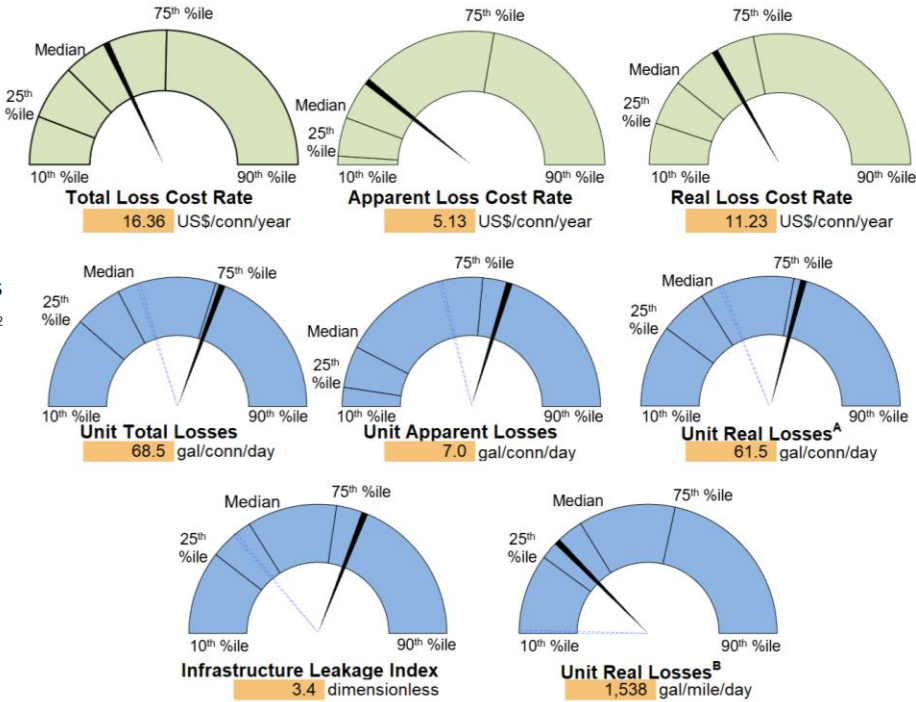 75th %ile
Median
25th
%ile
10th %ile
90th %ile
Total Loss Cost Rate
16.36 US$/conn/year
75th %ile
Median
25th
%ile
10th %ile
90th %ile
Apparent Loss Cost Rate
5.13 US$/conn/year
75th %ile
Median
25th
%ile
10th %ile
90th %ile
Real Loss Cost Rate
11.23 US$/conn/year
s
2
Median
75th %ile
25th
%ile
10th %ile
90th %ile
Unit Total Losses
68.5 gal/conn/day
75th %ile
Median
25th
%ile
10th %ile
90th %ile
Unit Apparent Losses
7.0 gal/conn/day
75th %ile
Median
25th
%ile
10th %ile
90th %ile
Unit Real LossesA
61.5 gal/conn/day
75th %ile
Median
25th
%ile
10th %ile
90th %ile
Infrastructure Leakage Index
3.4 dimensionless
75th %ile
Median
25th
%ile
10th %ile
90th %ile
Unit Real LossesB
1,538 gal/mile/day